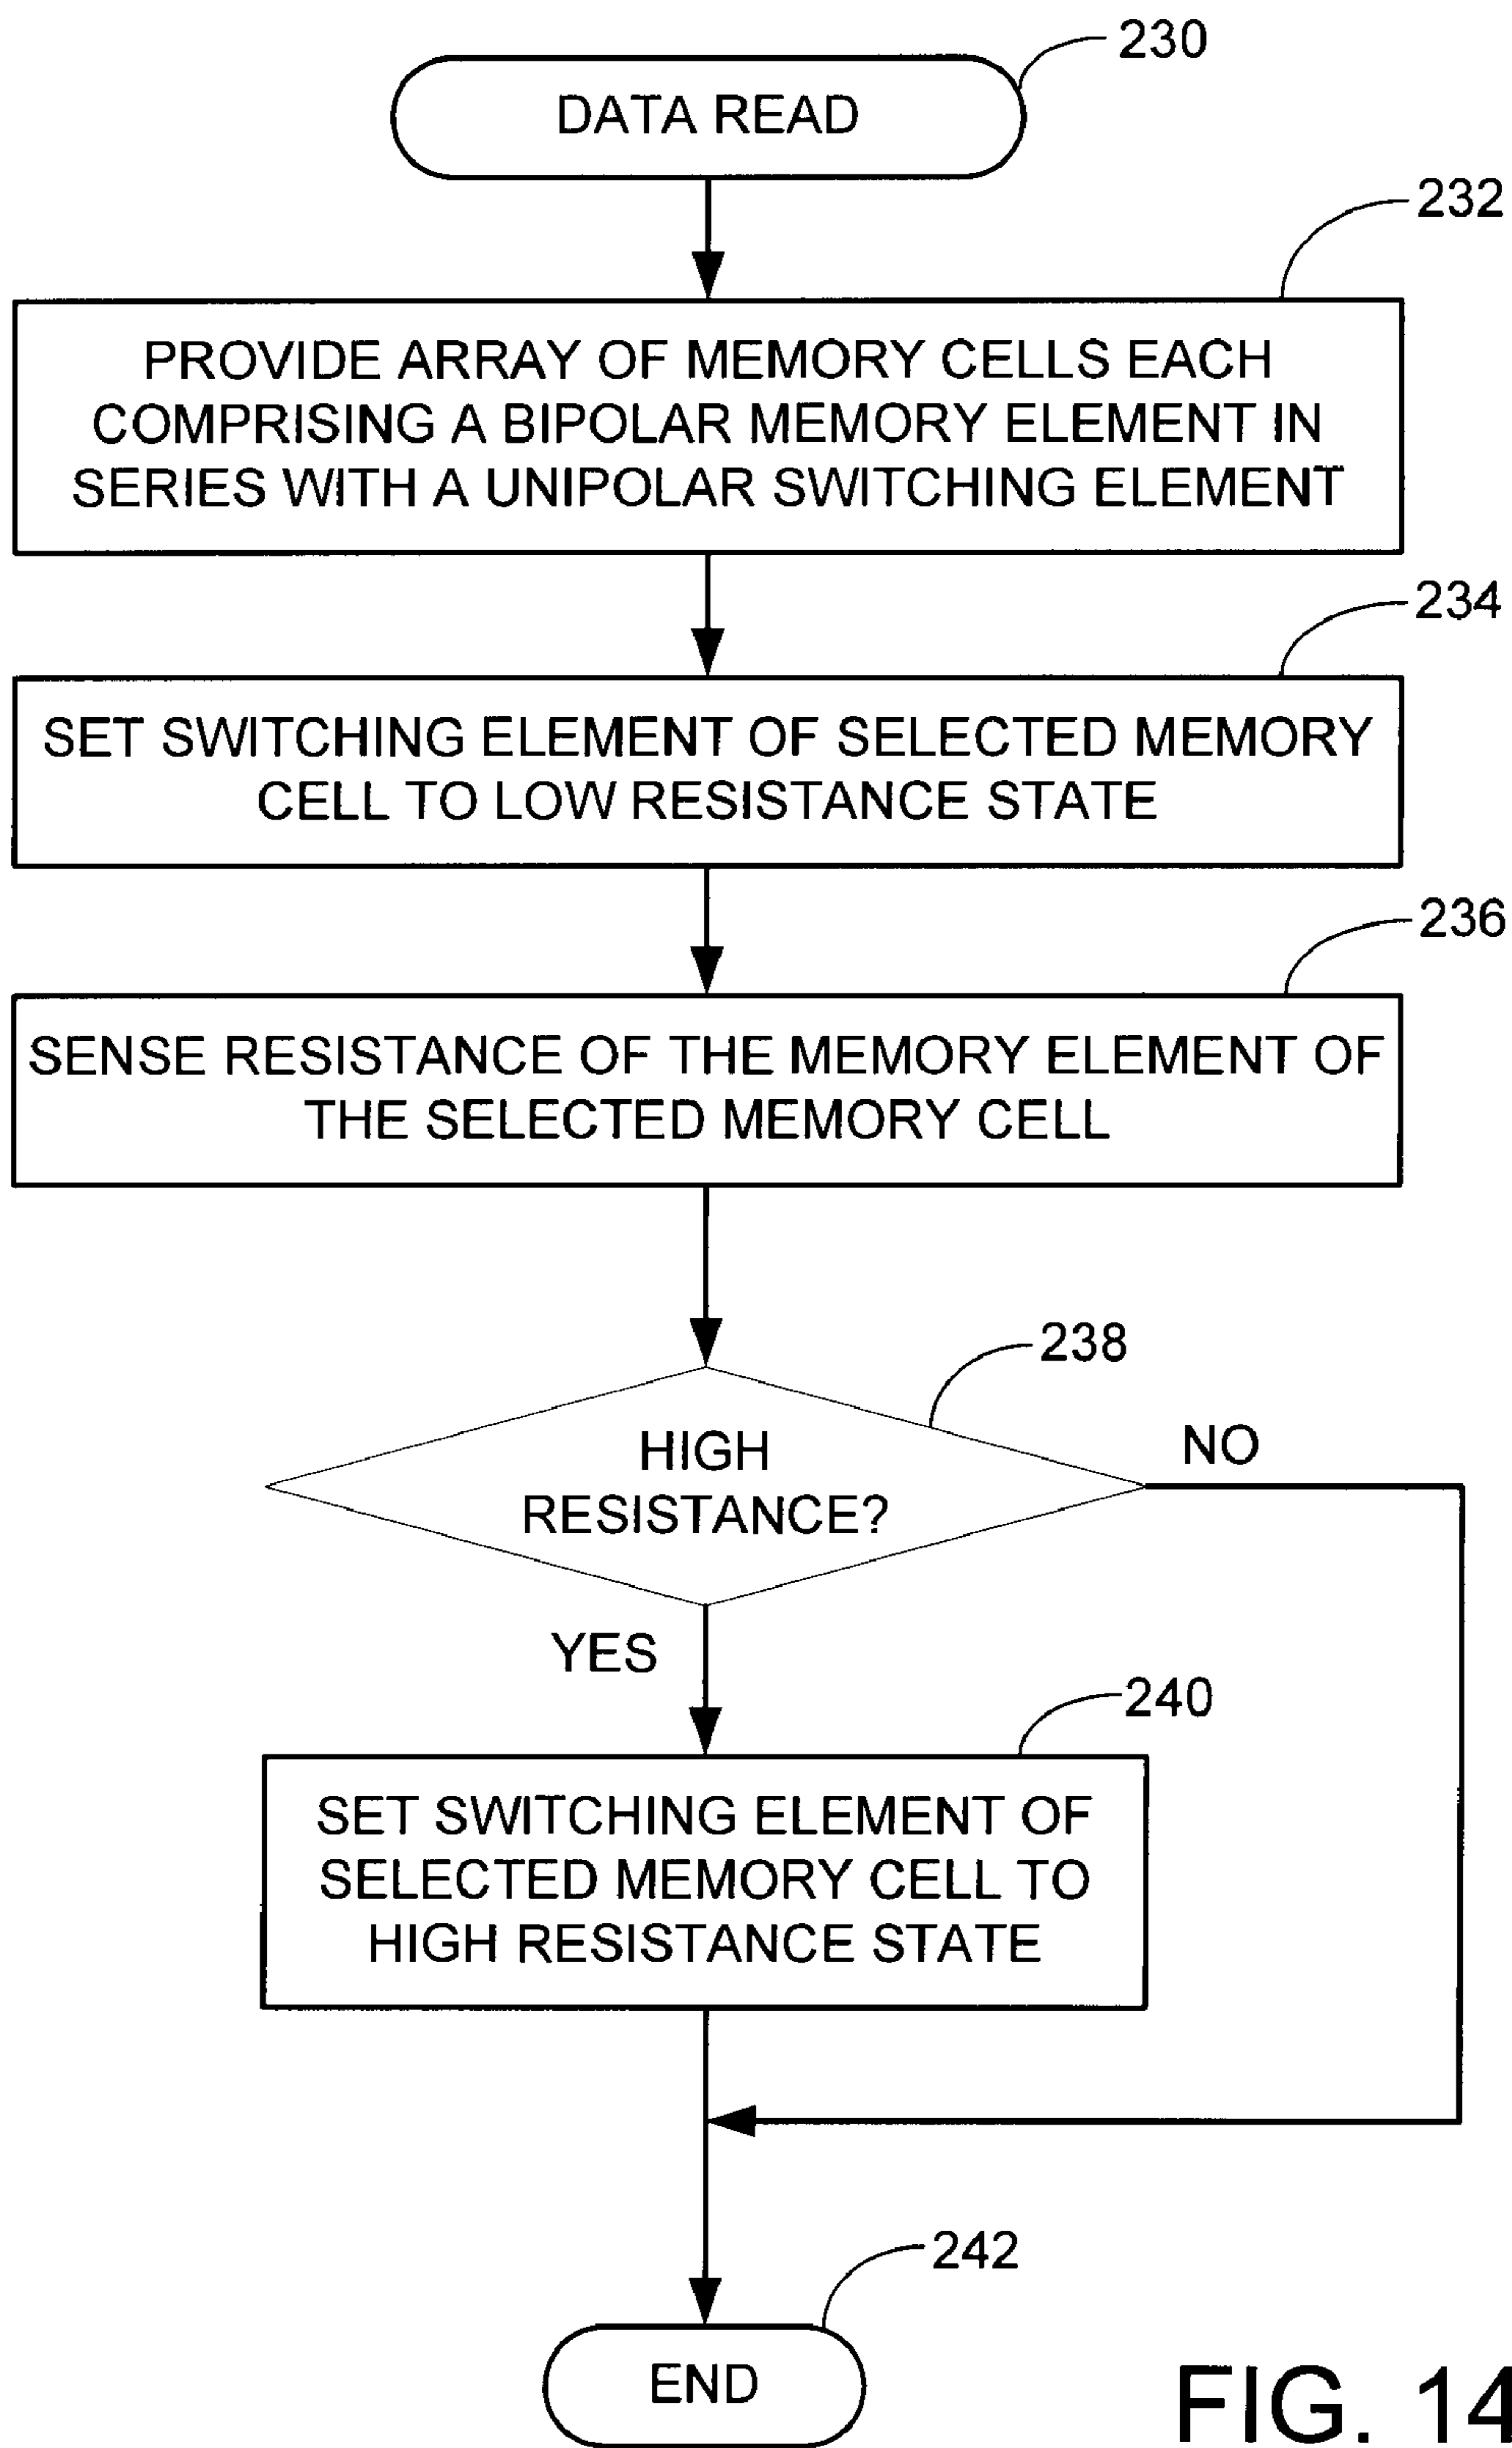 230
DATA READ
232
PROVIDE ARRAY OF MEMORY CELLS EACH
COMPRISING A BIPOLAR MEMORY ELEMENT IN
SERIES WITH A UNIPOLAR SWITCHING ELEMENT
234
SET SWITCHING ELEMENT OF SELECTED MEMORY
CELL TO LOW RESISTANCE STATE
236
SENSE RESISTANCE OF THE MEMORY ELEMENT OF
THE SELECTED MEMORY CELL
238
HIGH
RESISTANCE?
NO
YES
240
SET SWITCHING ELEMENT OF
SELECTED MEMORY CELL TO
HIGH RESISTANCE STATE
242
END
FIG. 14